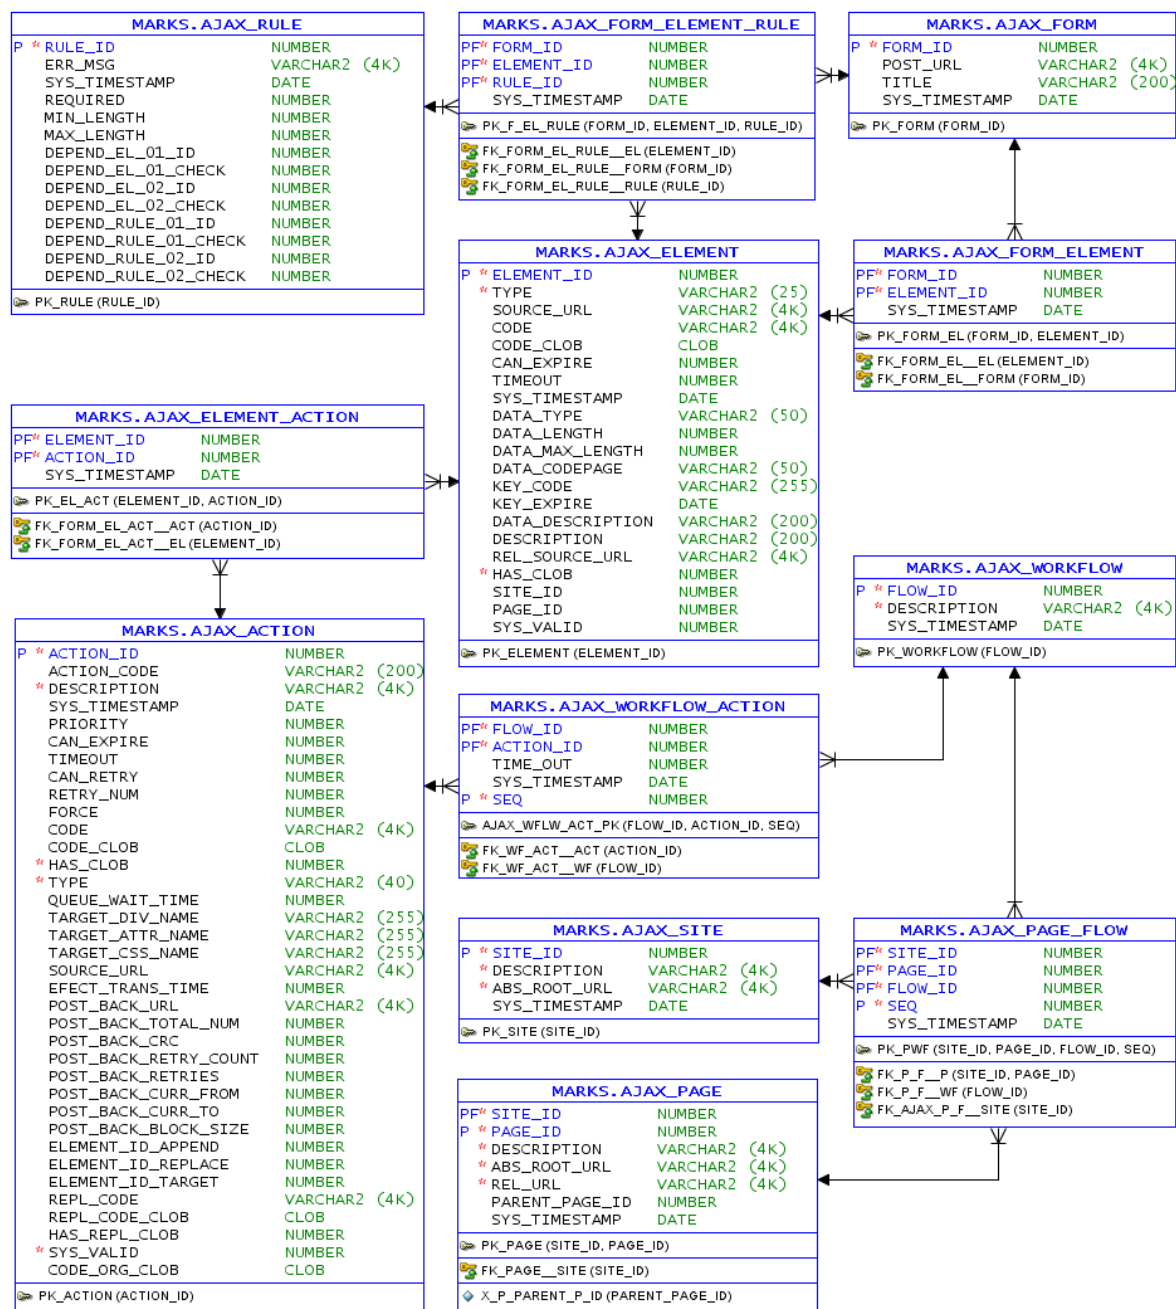 MARKS.AJAX_RULE
P * RULE_ID NUMBER
ERR_MSG VARCHAR2 (4K)
SYS_TIMESTAMP DATE
REQUIRED NUMBER
MIN_LENGTH NUMBER
MAX_LENGTH NUMBER
DEPEND_EL_01_ID NUMBER
DEPEND_EL_01_CHECK NUMBER
DEPEND_EL_02_ID NUMBER
DEPEND_EL_02_CHECK NUMBER
DEPEND_RULE_01_ID NUMBER
DEPEND_RULE_01_CHECK NUMBER
DEPEND_RULE_02_ID NUMBER
DEPEND_RULE_02_CHECK NUMBER
PK_RULE (RULE_ID)
MARKS.AJAX_FORM_ELEMENT_RULE
PF* FORM_ID NUMBER
PF* ELEMENT_ID NUMBER
PF* RULE_ID NUMBER
SYS_TIMESTAMP DATE
PK_F_EL_RULE (FORM_ID, ELEMENT_ID, RULE_ID)
FK_FORM_EL_RULE__EL (ELEMENT_ID)
FK_FORM_EL_RULE__FORM (FORM_ID)
FK_FORM_EL_RULE__RULE (RULE_ID)
MARKS.AJAX_FORM
P * FORM_ID NUMBER
POST_URL VARCHAR2 (4K)
TITLE VARCHAR2 (200)
SYS_TIMESTAMP DATE
PK_FORM (FORM_ID)
MARKS.AJAX_ELEMENT
P * ELEMENT_ID NUMBER
* TYPE VARCHAR2 (25)
SOURCE_URL VARCHAR2 (4K)
CODE VARCHAR2 (4K)
CODE_CLOB CLOB
CAN_EXPIRE NUMBER
TIMEOUT NUMBER
SYS_TIMESTAMP DATE
DATA_TYPE VARCHAR2 (50)
DATA_LENGTH NUMBER
DATA_MAX_LENGTH NUMBER
DATA_CODEPAGE VARCHAR2 (50)
KEY_CODE VARCHAR2 (255)
KEY_EXPIRE DATE
DATA_DESCRIPTION VARCHAR2 (200)
DESCRIPTION VARCHAR2 (200)
REL_SOURCE_URL VARCHAR2 (4K)
* HAS_CLOB NUMBER
SITE_ID NUMBER
PAGE_ID NUMBER
SYS_VALID NUMBER
PK_ELEMENT (ELEMENT_ID)
MARKS.AJAX_FORM_ELEMENT
PF* FORM_ID NUMBER
PF* ELEMENT_ID NUMBER
SYS_TIMESTAMP DATE
PK_FORM_EL (FORM_ID, ELEMENT_ID)
FK_FORM_EL__EL (ELEMENT_ID)
FK_FORM_EL__FORM (FORM_ID)
MARKS.AJAX_ELEMENT_ACTION
PF* ELEMENT_ID NUMBER
PF* ACTION_ID NUMBER
SYS_TIMESTAMP DATE
PK_EL_ACT (ELEMENT_ID, ACTION_ID)
FK_FORM_EL_ACT__ACT (ACTION_ID)
FK_FORM_EL_ACT__EL (ELEMENT_ID)
MARKS.AJAX_WORKFLOW
P * FLOW_ID NUMBER
* DESCRIPTION VARCHAR2 (4K)
SYS_TIMESTAMP DATE
PK_WORKFLOW (FLOW_ID)
MARKS.AJAX_ACTION
P * ACTION_ID NUMBER
ACTION_CODE VARCHAR2 (200)
* DESCRIPTION VARCHAR2 (4K)
SYS_TIMESTAMP DATE
PRIORITY NUMBER
CAN_EXPIRE NUMBER
TIMEOUT NUMBER
CAN_RETRY NUMBER
RETRY_NUM NUMBER
FORCE NUMBER
CODE VARCHAR2 (4K)
CODE_CLOB CLOB
* HAS_CLOB NUMBER
* TYPE VARCHAR2 (40)
QUEUE_WAIT_TIME NUMBER
TARGET_DIV_NAME VARCHAR2 (255)
TARGET_ATTR_NAME VARCHAR2 (255)
TARGET_CSS_NAME VARCHAR2 (255)
SOURCE_URL VARCHAR2 (4K)
EFECT_TRANS_TIME NUMBER
POST_BACK_URL VARCHAR2 (4K)
POST_BACK_TOTAL_NUM NUMBER
POST_BACK_CRC NUMBER
POST_BACK_RETRY_COUNT NUMBER
POST_BACK_RETRIES NUMBER
POST_BACK_CURR_FROM NUMBER
POST_BACK_CURR_TO NUMBER
POST_BACK_BLOCK_SIZE NUMBER
ELEMENT_ID_APPEND NUMBER
ELEMENT_ID_REPLACE NUMBER
ELEMENT_ID_TARGET NUMBER
REPL_CODE VARCHAR2 (4K)
REPL_CODE_CLOB CLOB
HAS_REPL_CLOB NUMBER
* SYS_VALID NUMBER
CODE_ORG_CLOB CLOB
PK_ACTION (ACTION_ID)
MARKS.AJAX_WORKFLOW_ACTION
PF* FLOW_ID NUMBER
PF* ACTION_ID NUMBER
TIME_OUT NUMBER
SYS_TIMESTAMP DATE
P * SEQ NUMBER
AJAX_WFLW_ACT_PK (FLOW_ID, ACTION_ID, SEQ)
FK_WF_ACT__ACT (ACTION_ID)
FK_WF_ACT__WF (FLOW_ID)
MARKS.AJAX_SITE
P * SITE_ID NUMBER
* DESCRIPTION VARCHAR2 (4K)
* ABS_ROOT_URL VARCHAR2 (4K)
SYS_TIMESTAMP DATE
PK_SITE (SITE_ID)
MARKS.AJAX_PAGE_FLOW
PF* SITE_ID NUMBER
PF* PAGE_ID NUMBER
PF* FLOW_ID NUMBER
P * SEQ NUMBER
SYS_TIMESTAMP DATE
PK_PWF (SITE_ID, PAGE_ID, FLOW_ID, SEQ)
FK_P_F__P (SITE_ID, PAGE_ID)
FK_P_F__WF (FLOW_ID)
FK_AJAX_P_F__SITE (SITE_ID)
MARKS.AJAX_PAGE
PF* SITE_ID NUMBER
P * PAGE_ID NUMBER
* DESCRIPTION VARCHAR2 (4K)
* ABS_ROOT_URL VARCHAR2 (4K)
* REL_URL VARCHAR2 (4K)
PARENT_PAGE_ID NUMBER
SYS_TIMESTAMP DATE
PK_PAGE (SITE_ID, PAGE_ID)
FK_PAGE__SITE (SITE_ID)
X_P_PARENT_P_ID (PARENT_PAGE_ID)